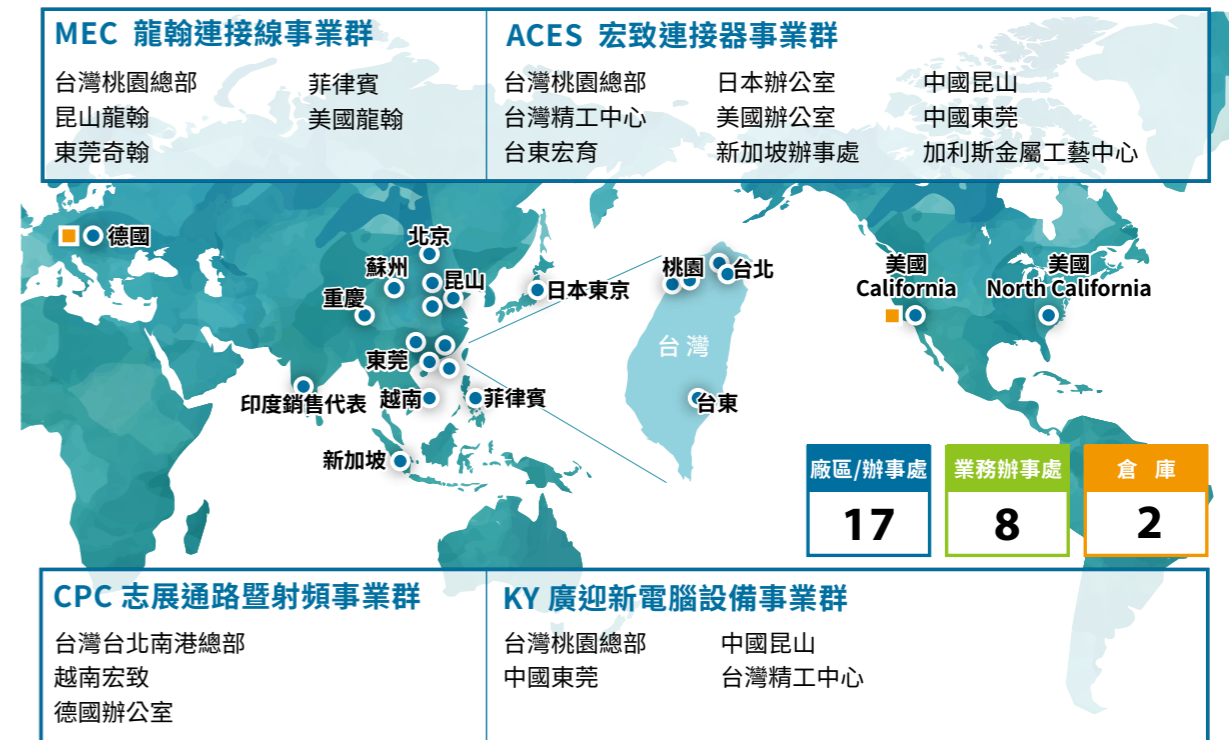 MEC 龍翰連接線事業群
台灣桃園總部
昆山龍翰
東莞奇翰
菲律賓
美國龍翰
ACES 宏致連接器事業群
台灣桃園總部
台灣精工中心
台東宏育
日本辦公室
美國辦公室
新加坡辦事處
中國昆山
中國東莞
加利斯金屬工藝中心
德國
北京
蘇州
昆山
重慶
日本東京
東莞
印度銷售代表
越南
菲律賓
新加坡
桃園
台北
台灣
台東
美國
California
美國
North California
廠區/辦事處
17
業務辦事處
8
倉庫
2
CPC 志展通路暨射頻事業群
台灣台北南港總部
越南宏致
德國辦公室
KY 廣迎新電腦設備事業群
台灣桃園總部
中國東莞
中國昆山
台灣精工中心